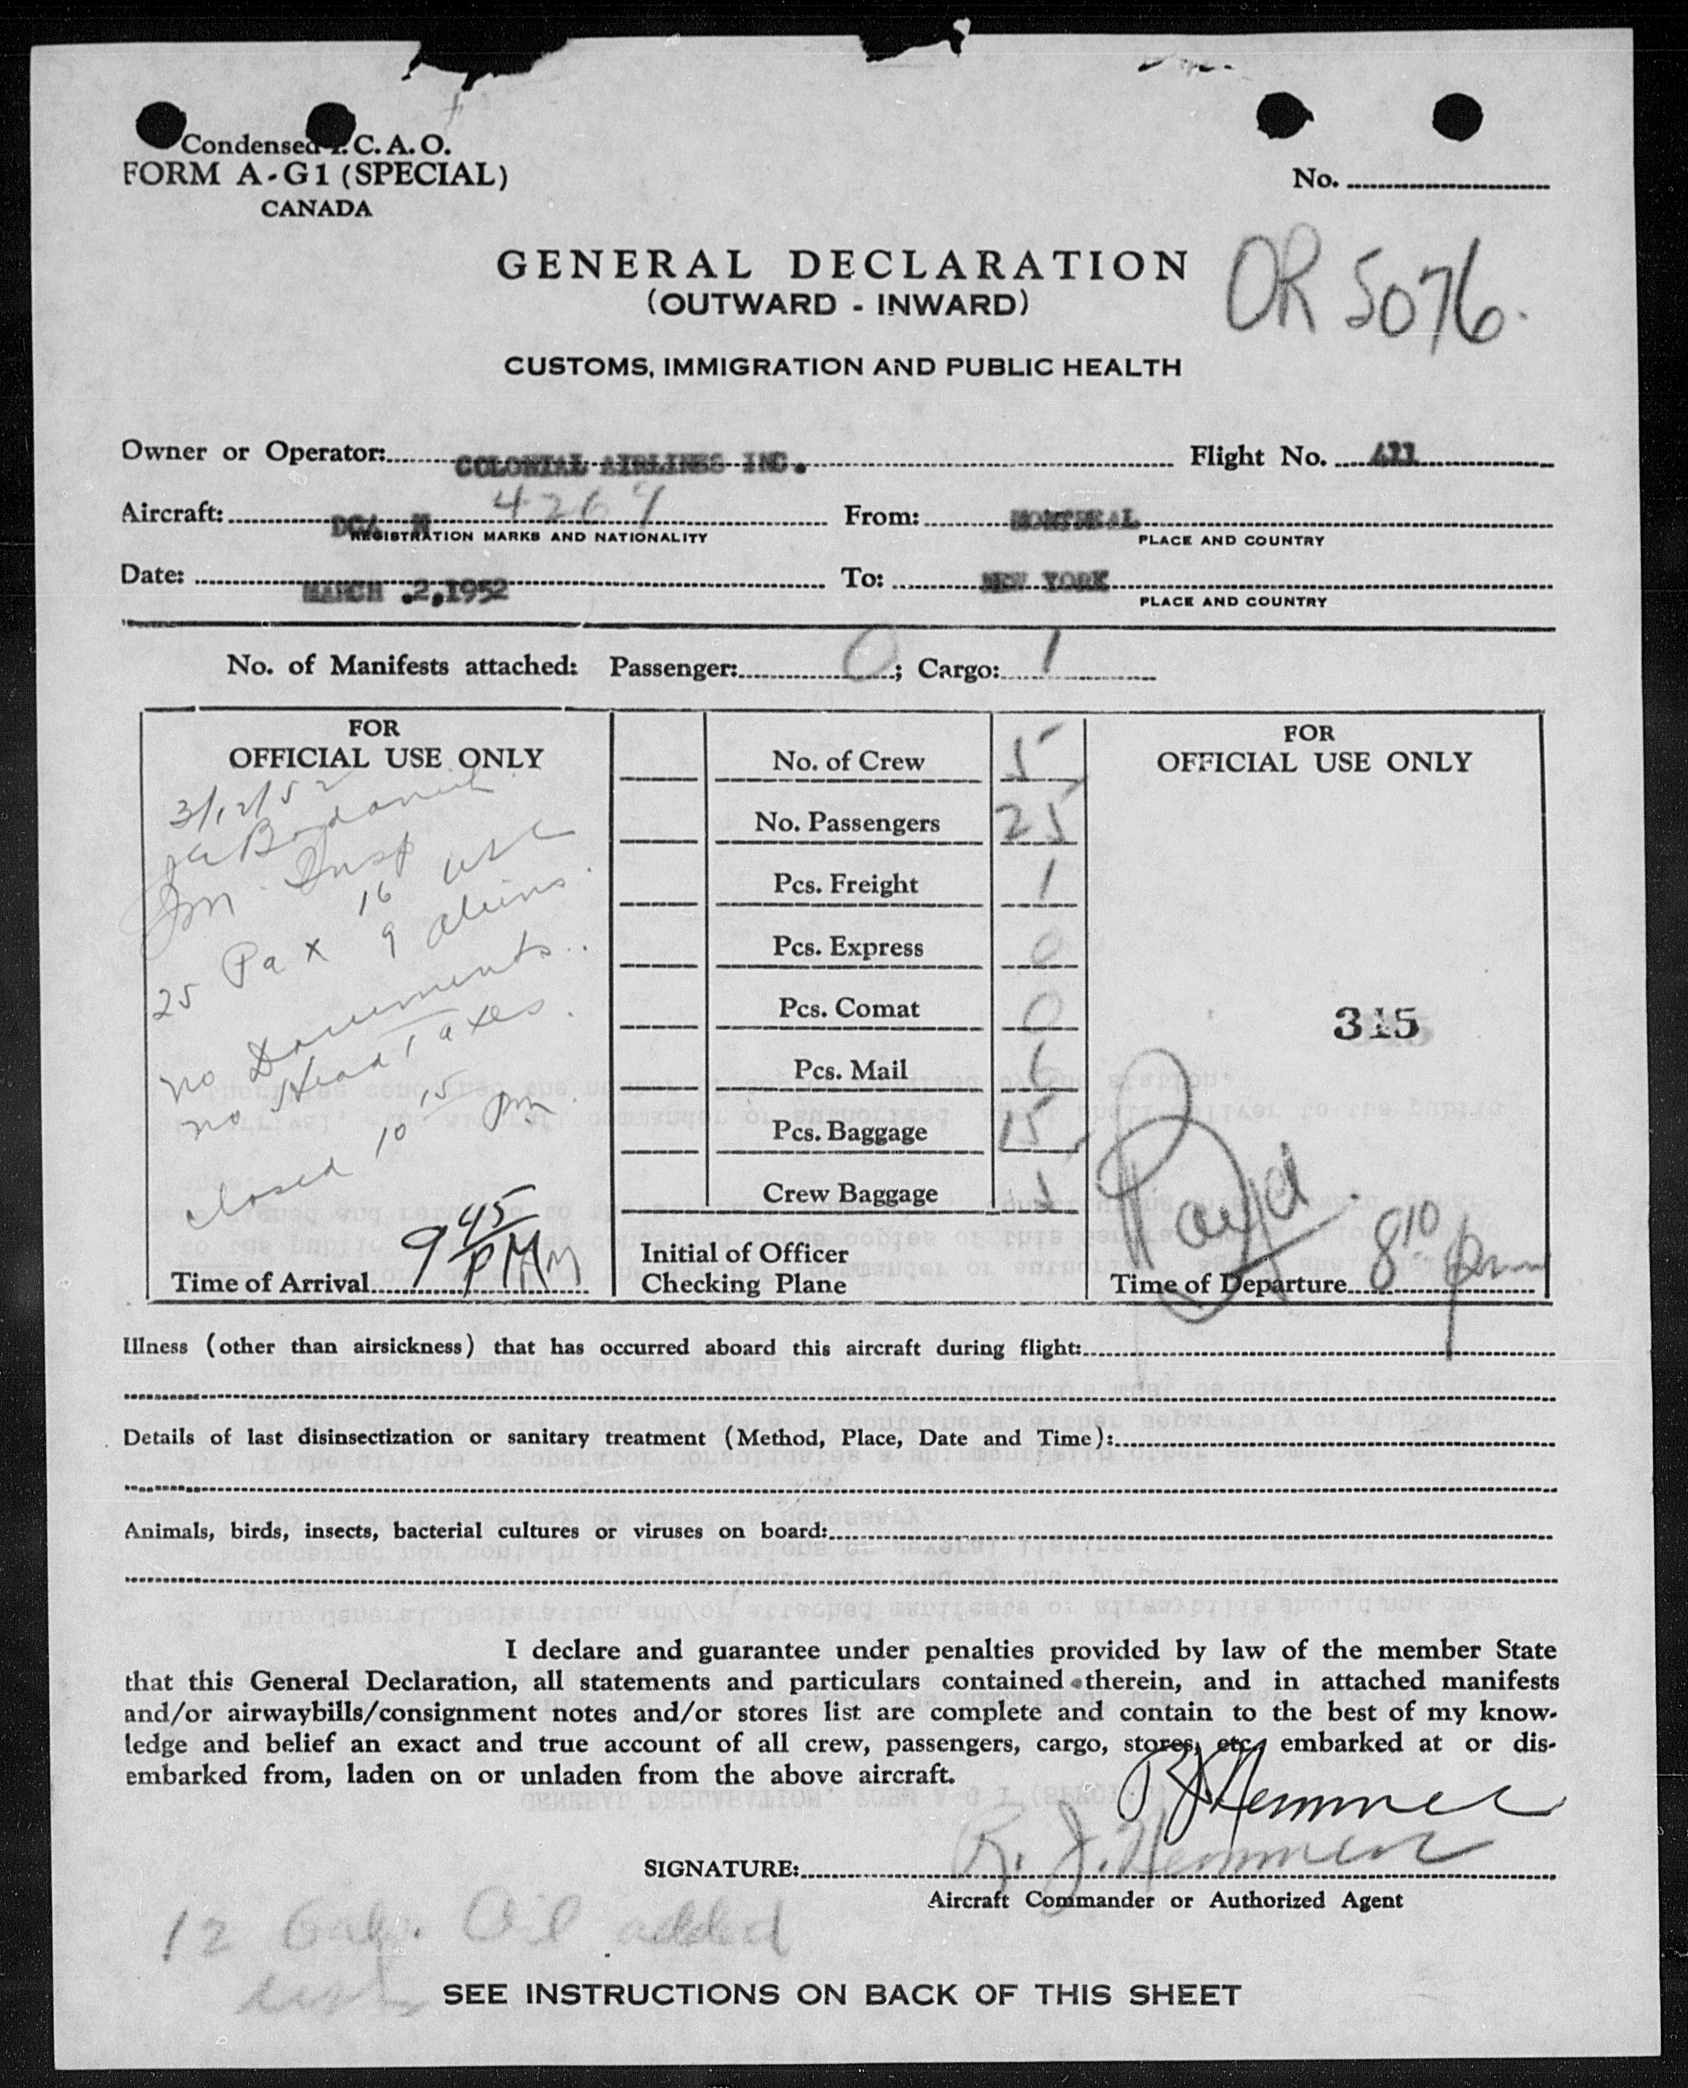 Condensed I. C. A. O.
FORM A-G1 (SPECIAL)
CANADA
No.
GENERAL DECLARATION
(OUTWARD - INWARD)
OR 5076.
CUSTOMS, IMMIGRATION AND PUBLIC HEALTH
Owner or Operator: COLONIAL AIRLINES INC. Flight No. 411
Aircraft: DC4 N 4267 From: MONTREAL
REGISTRATION MARKS AND NATIONALITY PLACE AND COUNTRY
Date: MARCH .2,1952 To: NEW YORK
PLACE AND COUNTRY
No. of Manifests attached: Passenger: 0; Cargo: 1
FOR
OFFICIAL USE ONLY
3/12/52
Im. Insp
16 USC
25 Pax 9 aliens.
no Documents.
no Head taxes.
closed 10 15 pm.
Time of Arrival 9 45 PM
No. of Crew 5
No. Passengers 25
Pcs. Freight 1
Pcs. Express 0
Pcs. Comat 0
Pcs. Mail 6
Pcs. Baggage 15
Crew Baggage
Initial of Officer
Checking Plane
FOR
OFFICIAL USE ONLY
315
Time of Departure 8:10 pm
Illness (other than airsickness) that has occurred aboard this aircraft during flight:
Details of last disinsectization or sanitary treatment (Method, Place, Date and Time):
Animals, birds, insects, bacterial cultures or viruses on board:
I declare and guarantee under penalties provided by law of the member State
that this General Declaration, all statements and particulars contained therein, and in attached manifests
and/or airwaybills/consignment notes and/or stores list are complete and contain to the best of my know-
ledge and belief an exact and true account of all crew, passengers, cargo, stores, etc., embarked at or dis-
embarked from, laden on or unladen from the above aircraft.
RJHemmer
SIGNATURE: R. J. Hemmer
Aircraft Commander or Authorized Agent
12 Gals. Oil added
SEE INSTRUCTIONS ON BACK OF THIS SHEET